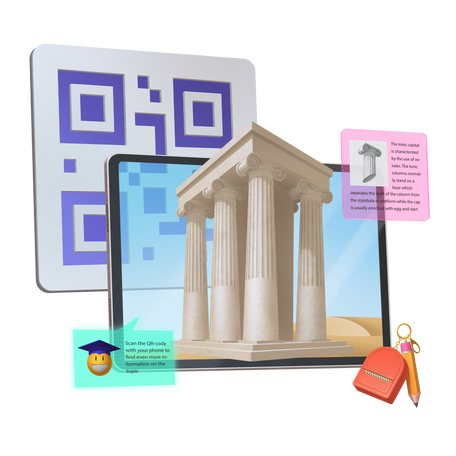 The Ionic capital
is characterized
by the use of vo-
lutes. The Ionic
columns normal-
ly stand on a
base which
separates the shaft of the column from
the stylobate or platform while the cap
is usually enriched with egg-and-dart
Scan the QR-code
with your phone to
find even more in-
formation on the
topic.